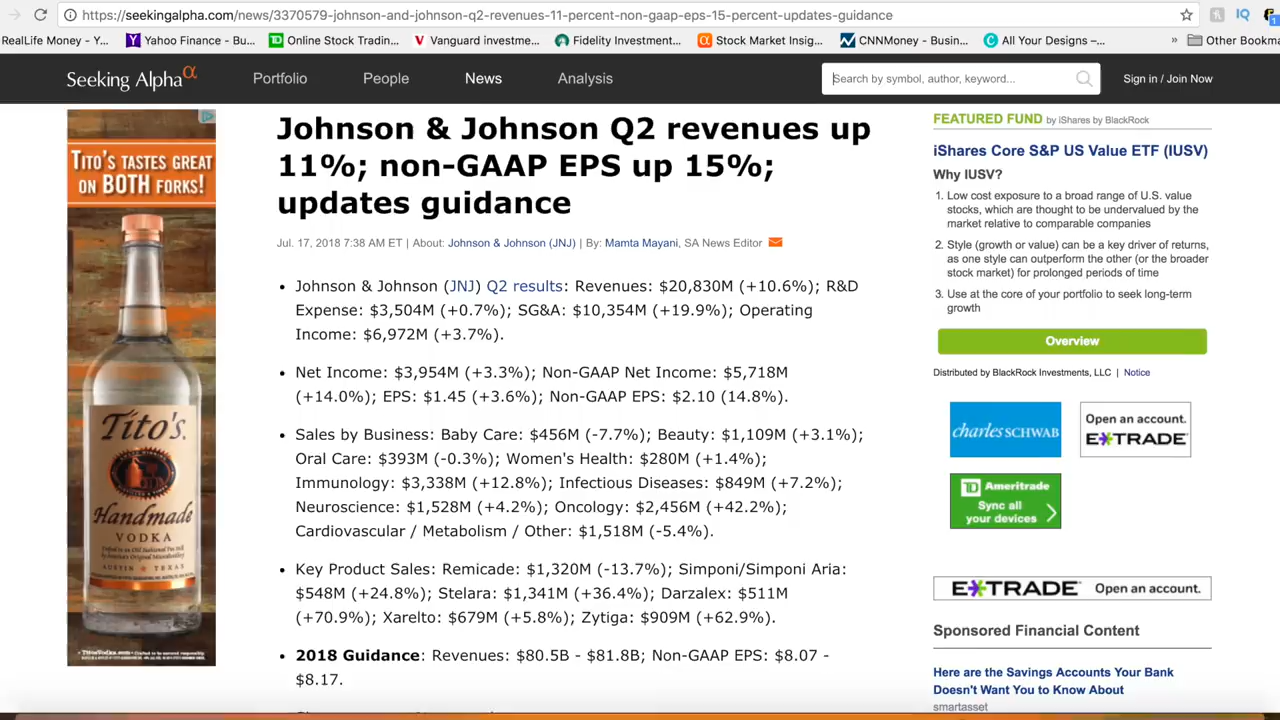 https://seekingalpha.com/news/3370579-johnson-and-johnson-q2-revenues-11-percent-non-gaap-eps-15-percent-updates-guidance
IQ
RealLife Money - Y...
Yahoo Finance - Bu...
Online Stock Tradin...
Vanguard investme...
Fidelity Investment...
Stock Market Insig...
CNNMoney - Busin...
All Your Designs –...
»
Other Bookma
Seeking Alpha α
Portfolio
People
News
Analysis
Search by symbol, author, keyword...
Sign in / Join Now
TITO'S TASTES GREAT
ON BOTH FORKS!
Tito's
Handmade
VODKA
AUSTIN TEXAS
Johnson & Johnson Q2 revenues up
11%; non-GAAP EPS up 15%;
updates guidance
Jul. 17, 2018 7:38 AM ET | About: Johnson & Johnson (JNJ) | By: Mamta Mayani, SA News Editor
• Johnson & Johnson (JNJ) Q2 results: Revenues: $20,830M (+10.6%); R&D
Expense: $3,504M (+0.7%); SG&A: $10,354M (+19.9%); Operating
Income: $6,972M (+3.7%).
• Net Income: $3,954M (+3.3%); Non-GAAP Net Income: $5,718M
(+14.0%); EPS: $1.45 (+3.6%); Non-GAAP EPS: $2.10 (14.8%).
• Sales by Business: Baby Care: $456M (-7.7%); Beauty: $1,109M (+3.1%);
Oral Care: $393M (-0.3%); Women's Health: $280M (+1.4%);
Immunology: $3,338M (+12.8%); Infectious Diseases: $849M (+7.2%);
Neuroscience: $1,528M (+4.2%); Oncology: $2,456M (+42.2%);
Cardiovascular / Metabolism / Other: $1,518M (-5.4%).
• Key Product Sales: Remicade: $1,320M (-13.7%); Simponi/Simponi Aria:
$548M (+24.8%); Stelara: $1,341M (+36.4%); Darzalex: $511M
(+70.9%); Xarelto: $679M (+5.8%); Zytiga: $909M (+62.9%).
• 2018 Guidance: Revenues: $80.5B - $81.8B; Non-GAAP EPS: $8.07 -
$8.17.
FEATURED FUND by iShares by BlackRock
iShares Core S&P US Value ETF (IUSV)
Why IUSV?
1. Low cost exposure to a broad range of U.S. value
stocks, which are thought to be undervalued by the
market relative to comparable companies
2. Style (growth or value) can be a key driver of returns,
as one style can outperform the other (or the broader
stock market) for prolonged periods of time
3. Use at the core of your portfolio to seek long-term
growth
Overview
Distributed by BlackRock Investments, LLC | Notice
charles SCHWAB
Open an account.
E*TRADE
TD Ameritrade
Sync all
your devices
E*TRADE Open an account.
Sponsored Financial Content
Here are the Savings Accounts Your Bank
Doesn't Want You to Know About
smartasset